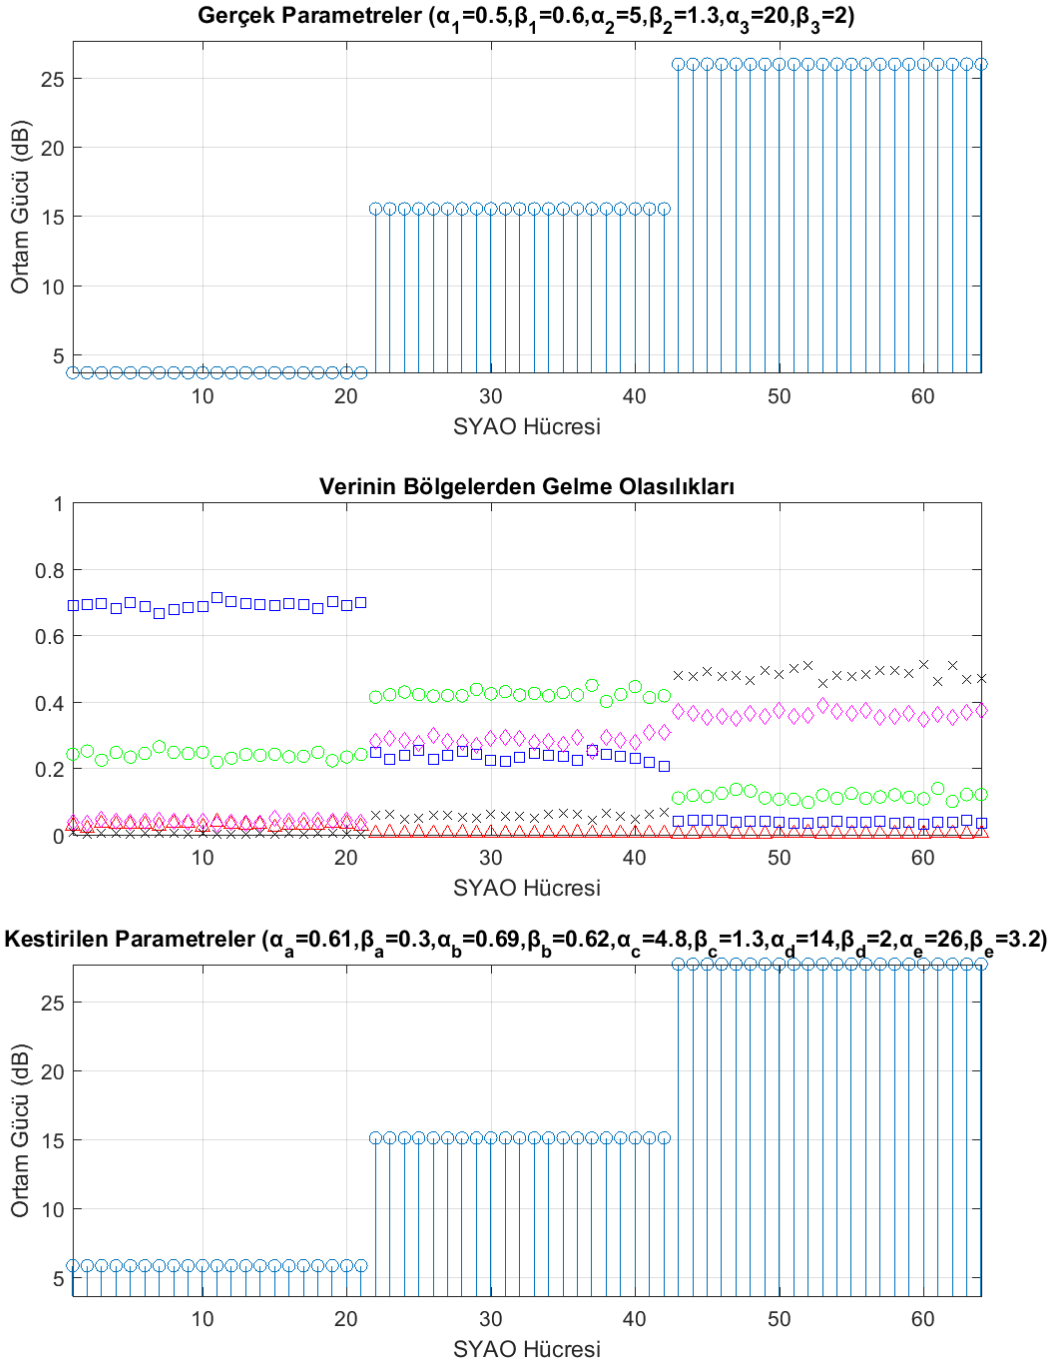 Gerçek Parametreler (α1=0.5,β1=0.6,α2=5,β2=1.3,α3=20,β3=2)
25
20
15
10
5
Ortam Gücü (dB)
10 20 30 40 50 60
SYAO Hücresi
Verinin Bölgelerden Gelme Olasılıkları
1
0.8
0.6
0.4
0.2
0
10 20 30 40 50 60
SYAO Hücresi
Kestirilen Parametreler (αa=0.61,βa=0.3,αb=0.69,βb=0.62,αc=4.8,βc=1.3,αd=14,βd=2,αe=26,βe=3.2)
25
20
15
10
5
Ortam Gücü (dB)
10 20 30 40 50 60
SYAO Hücresi